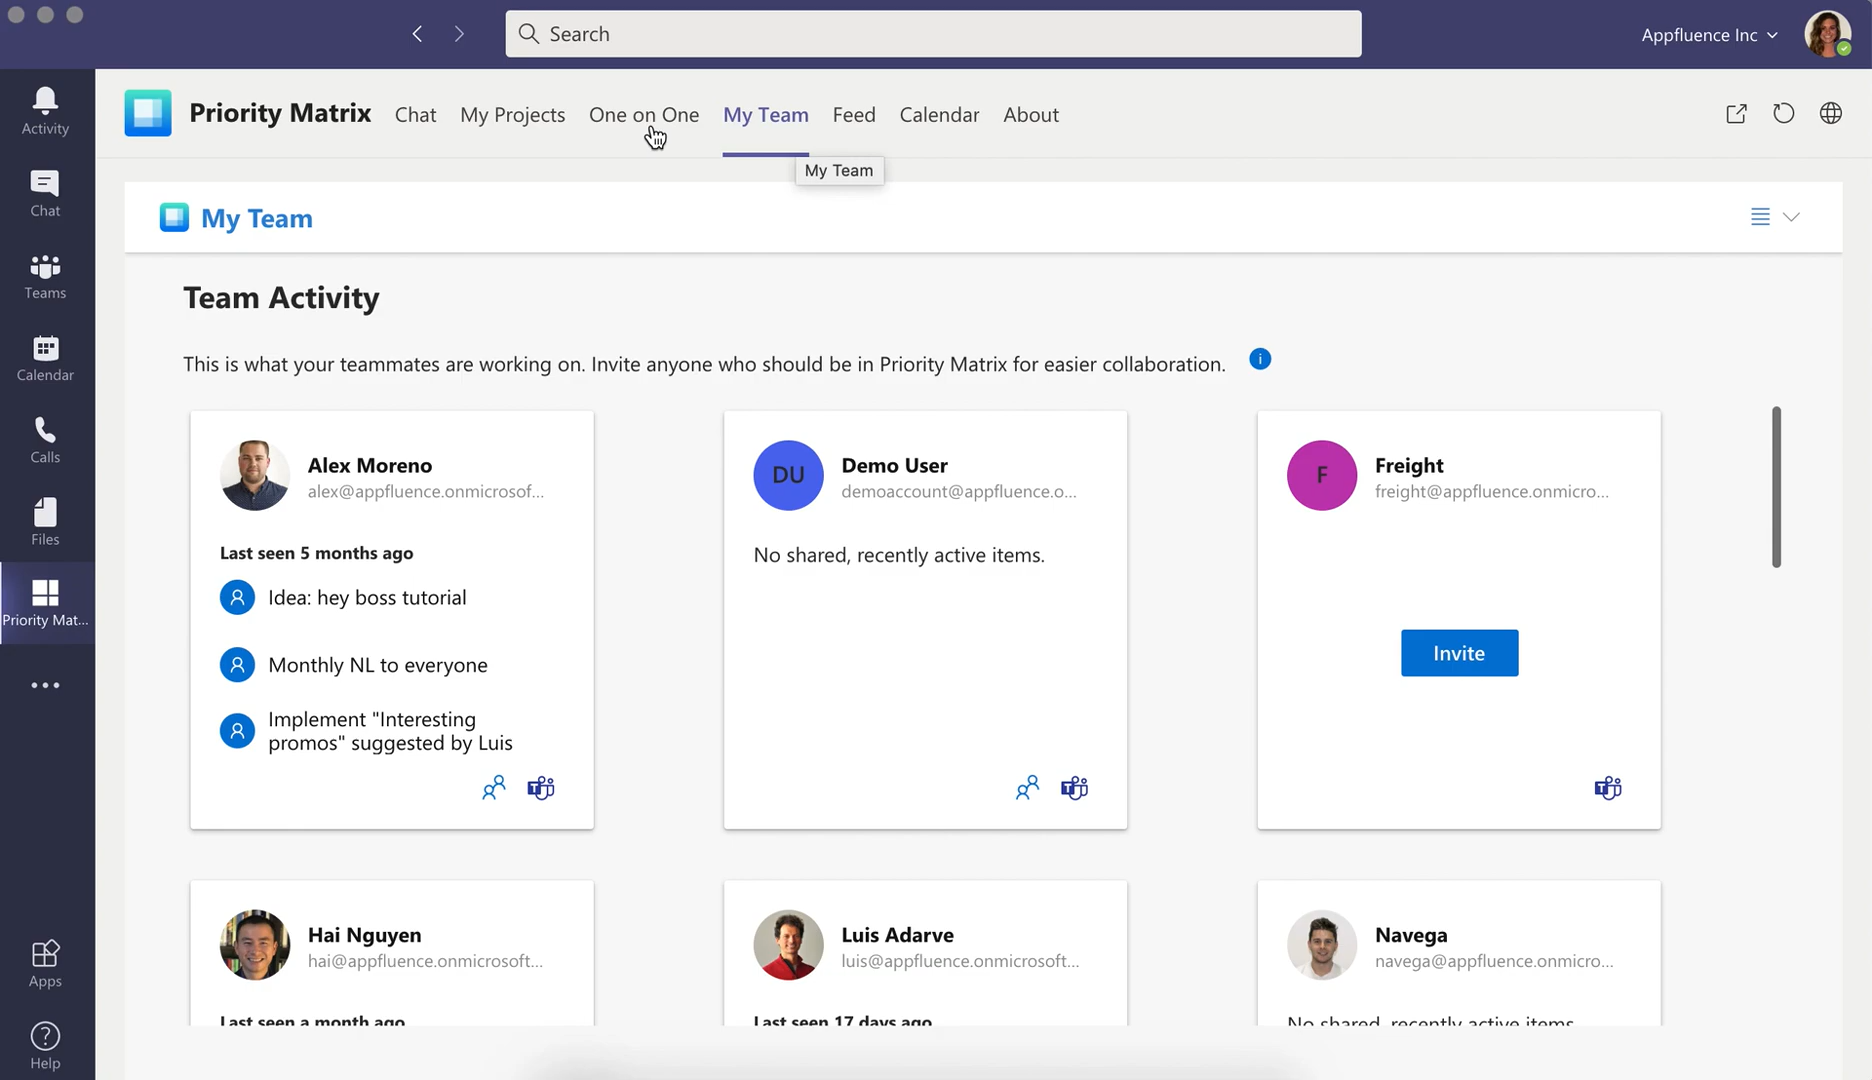 Search
Appfluence Inc
Activity
Chat
Teams
Calendar
Calls
Files
Priority Mat...
Apps
Help
Priority Matrix
Chat
My Projects
One on One
My Team
Feed
Calendar
About
My Team
My Team
Team Activity
This is what your teammates are working on. Invite anyone who should be in Priority Matrix for easier collaboration.
i
Alex Moreno
alex@appfluence.onmicrosof...
Last seen 5 months ago
Idea: hey boss tutorial
Monthly NL to everyone
Implement "Interesting
promos" suggested by Luis
DU
Demo User
demoaccount@appfluence.o...
No shared, recently active items.
F
Freight
freight@appfluence.onmicro...
Invite
Hai Nguyen
hai@appfluence.onmicrosoft...
Last seen a month ago
Luis Adarve
luis@appfluence.onmicrosoft...
Last seen 17 days ago
Navega
navega@appfluence.onmicro...
No shared, recently active items.